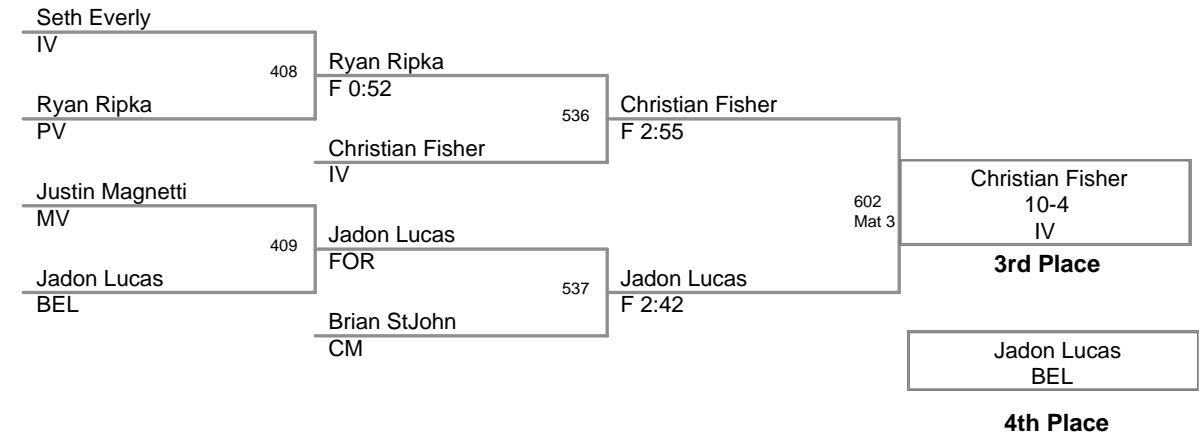 Seth Everly
IV
408
Ryan Ripka
PV
Ryan Ripka
F 0:52
536
Christian Fisher
IV
Justin Magnetti
MV
409
Jadon Lucas
BEL
Jadon Lucas
FOR
537
Brian StJohn
CM
Christian Fisher
F 2:55
602
Mat 3
Jadon Lucas
F 2:42
Christian Fisher
10-4
IV
3rd Place
Jadon Lucas
BEL
4th Place